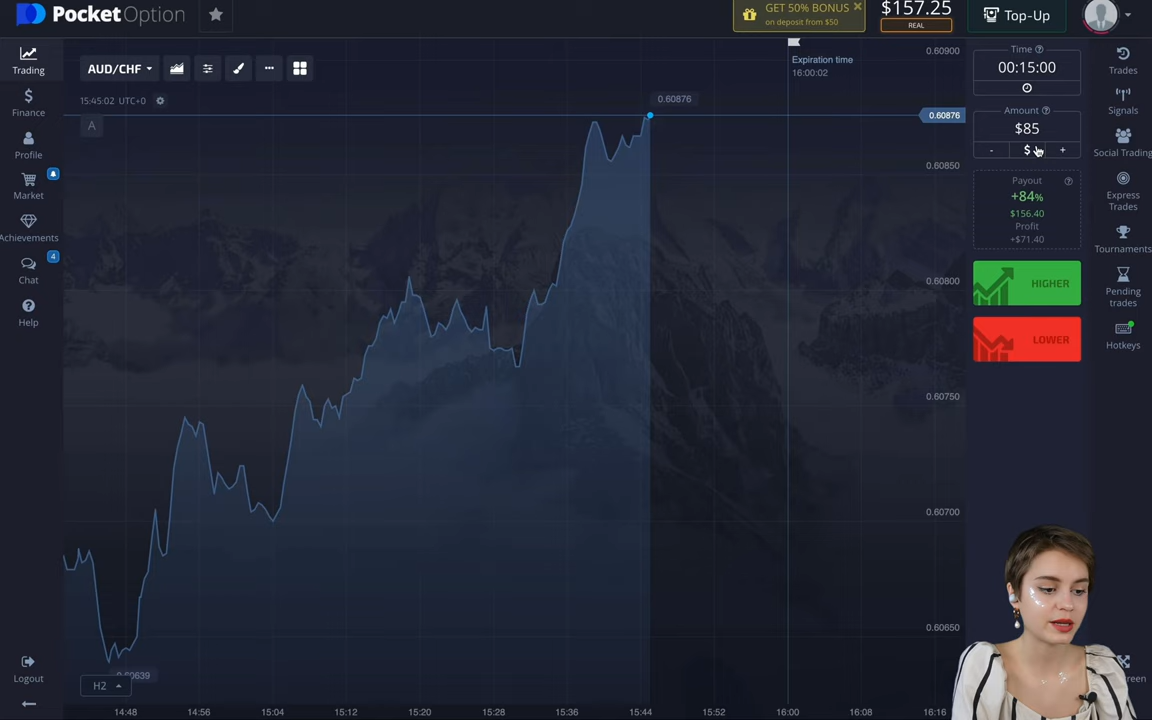 PocketOption
GET 50% BONUS
on deposit from $50
$157.25
REAL
Top-Up
Trading
Finance
Profile
Market
Achievements
Chat
4
Help
Logout
AUD/CHF
15:45:02 UTC+0
A
0.60876
Expiration time
16:00:02
0.60900
0.60876
0.60850
0.60800
0.60750
0.60700
0.60650
H2
14:48
14:56
15:04
15:12
15:20
15:28
15:36
15:44
15:52
16:00
16:08
16:16
Time
00:15:00
Amount
$85
-
$
+
Payout
+84%
$156.40
Profit
+$71.40
HIGHER
LOWER
Trades
Signals
Social Trading
Express
Trades
Tournaments
Pending
trades
Hotkeys